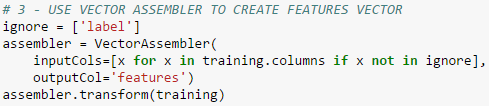 # 3 - USE VECTOR ASSEMBLER TO CREATE FEATURES VECTOR
ignore = ['label']
assembler = VectorAssembler(
    inputCols=[x for x in training.columns if x not in ignore],
    outputCol='features')
assembler.transform(training)